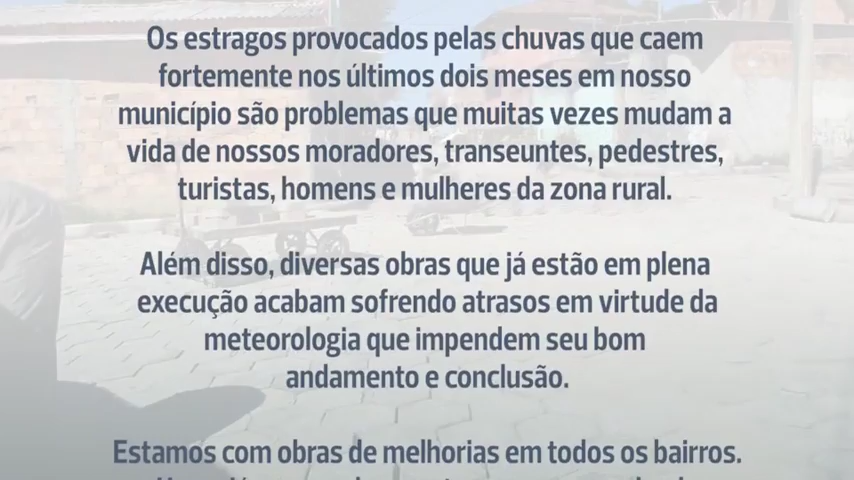 Os estragos provocados pelas chuvas que caem
fortemente nos últimos dois meses em nosso
município são problemas que muitas vezes mudam a
vida de nossos moradores, transeuntes, pedestres,
turistas, homens e mulheres da zona rural.
Além disso, diversas obras que já estão em plena
execução acabam sofrendo atrasos em virtude da
meteorologia que impendem seu bom
andamento e conclusão.
Estamos com obras de melhorias em todos os bairros.